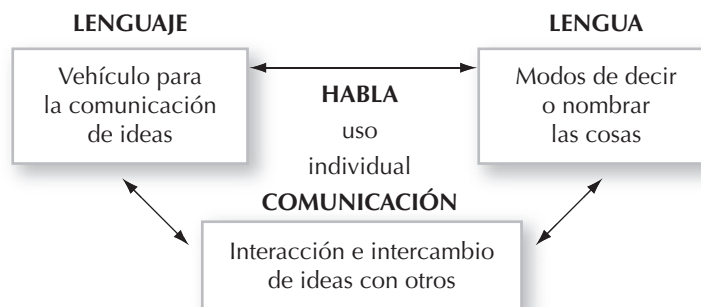 LENGUAJE
Vehículo para
la comunicación
de ideas
LENGUA
Modos de decir
o nombrar
las cosas
HABLA
uso
individual
COMUNICACIÓN
Interacción e intercambio
de ideas con otros